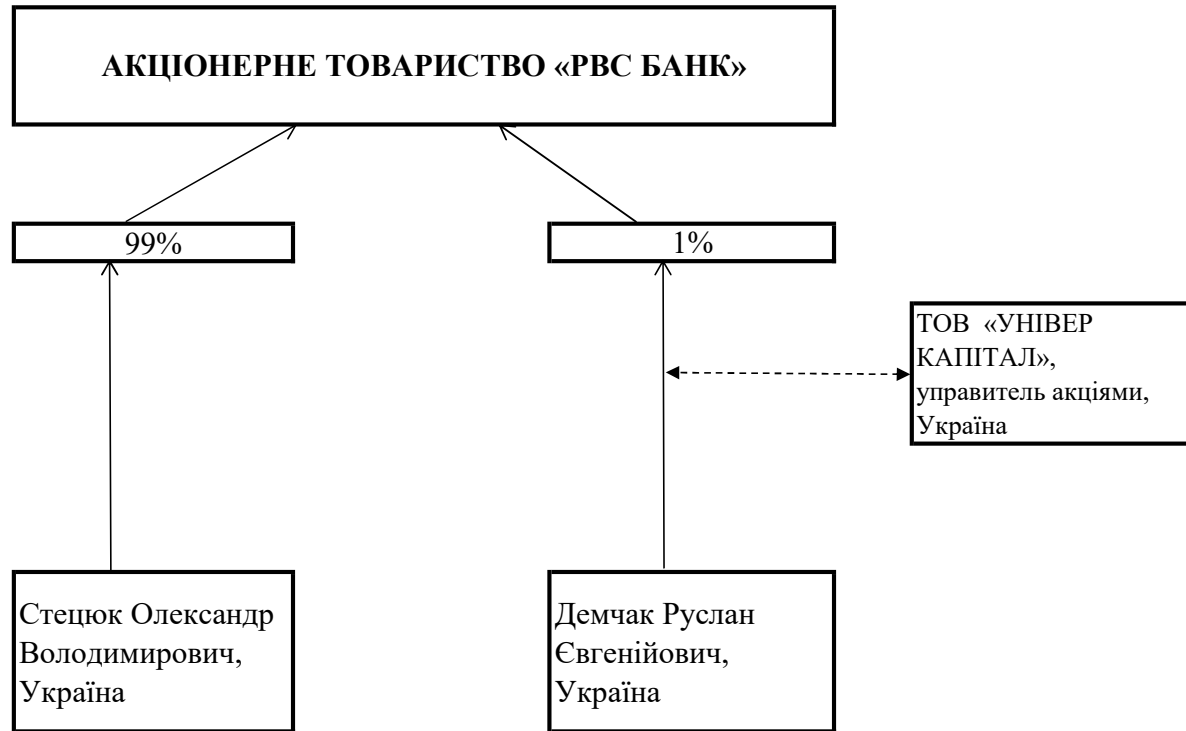 АКЦІОНЕРНЕ ТОВАРИСТВО «РВС БАНК»
99%
1%
ТОВ «УНІВЕР
КАПІТАЛ»,
управитель акціями,
Україна
Стецюк Олександр
Володимирович,
Україна
Демчак Руслан
Євгенійович,
Україна